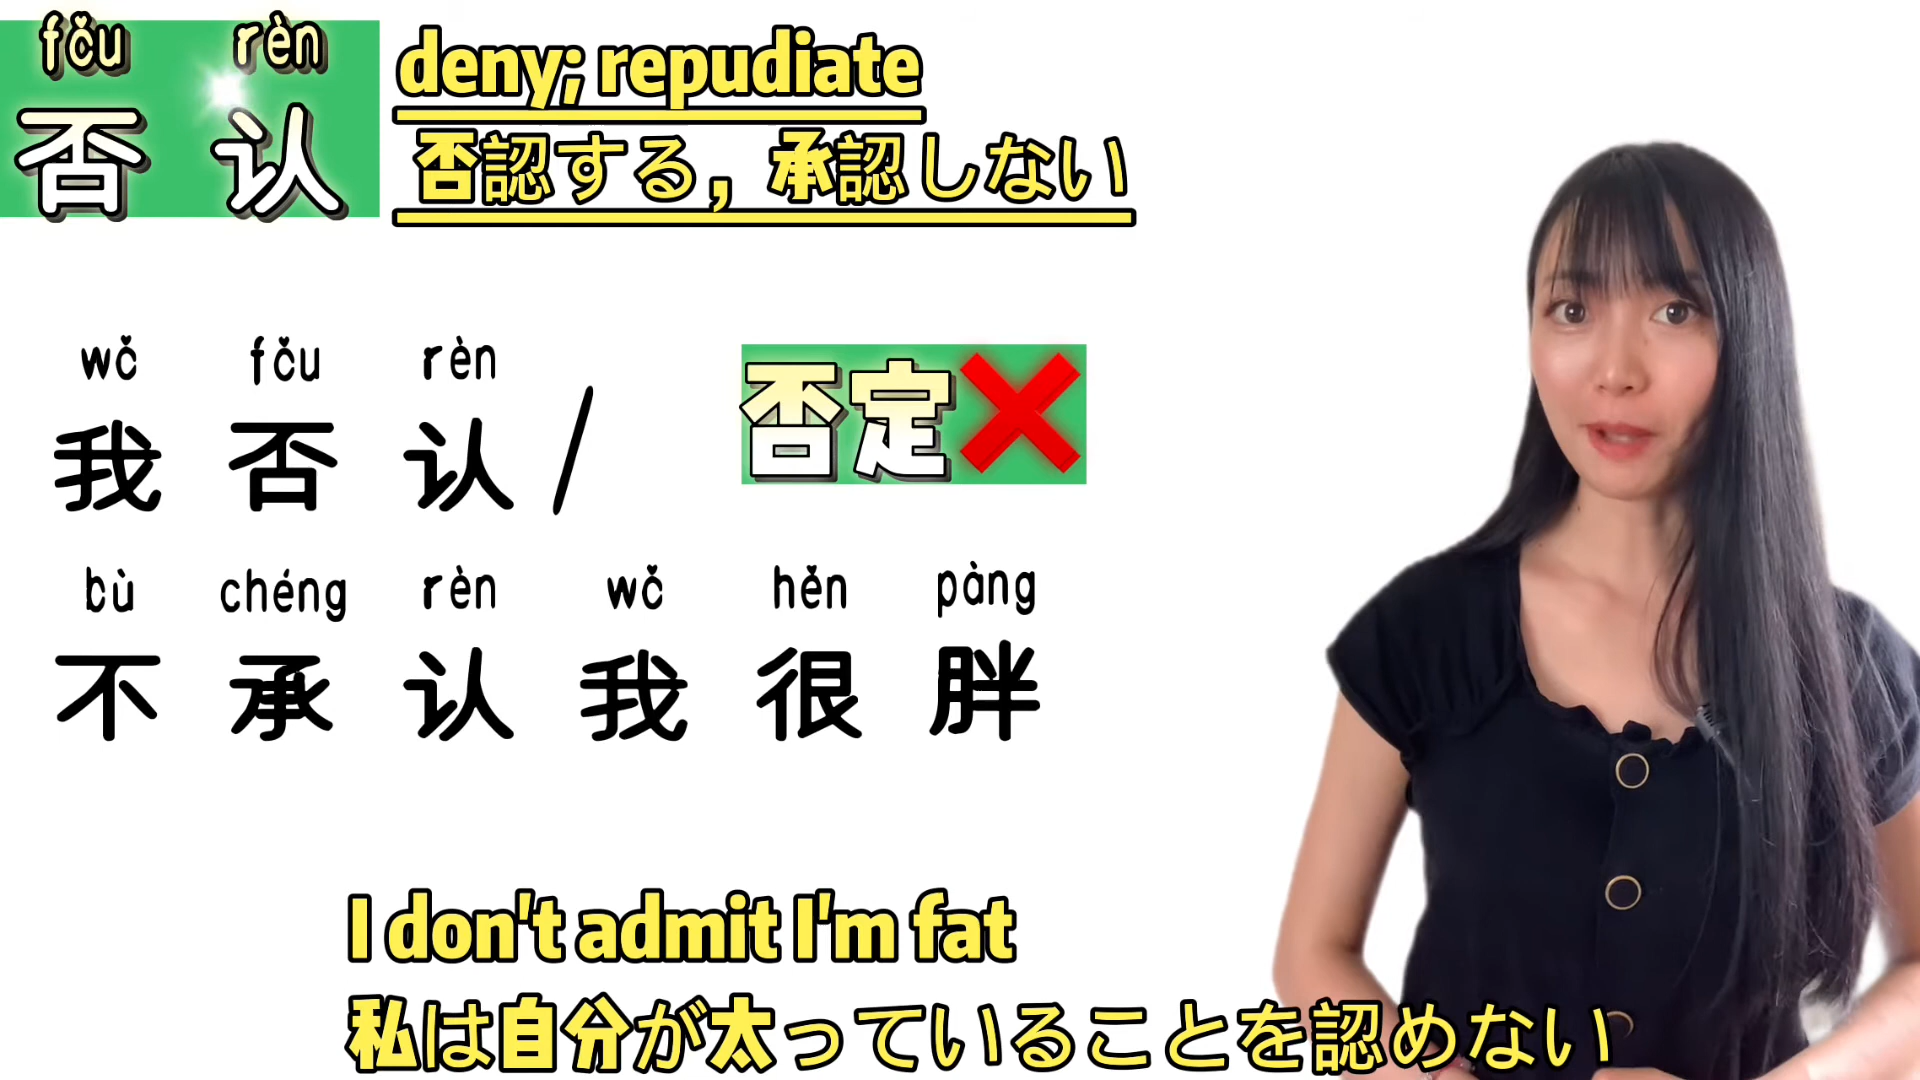 fǒu rèn
否 认
deny; repudiate
否認する，承認しない
wǒ fǒu rèn
我 否 认 /
否定❌
bù chéng rèn wǒ hěn pàng
不 承 认 我 很 胖
I don't admit I'm fat
私は自分が太っていることを認めない